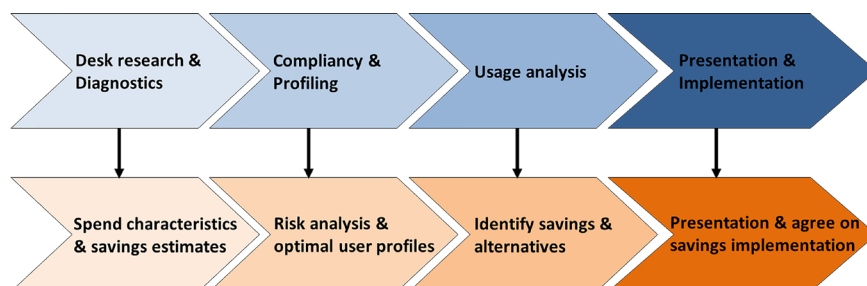 Desk research &
Diagnostics
Compliancy &
Profiling
Usage analysis
Presentation &
Implementation
Spend characteristics
& savings estimates
Risk analysis &
optimal user profiles
Identify savings &
alternatives
Presentation & agree on
savings implementation